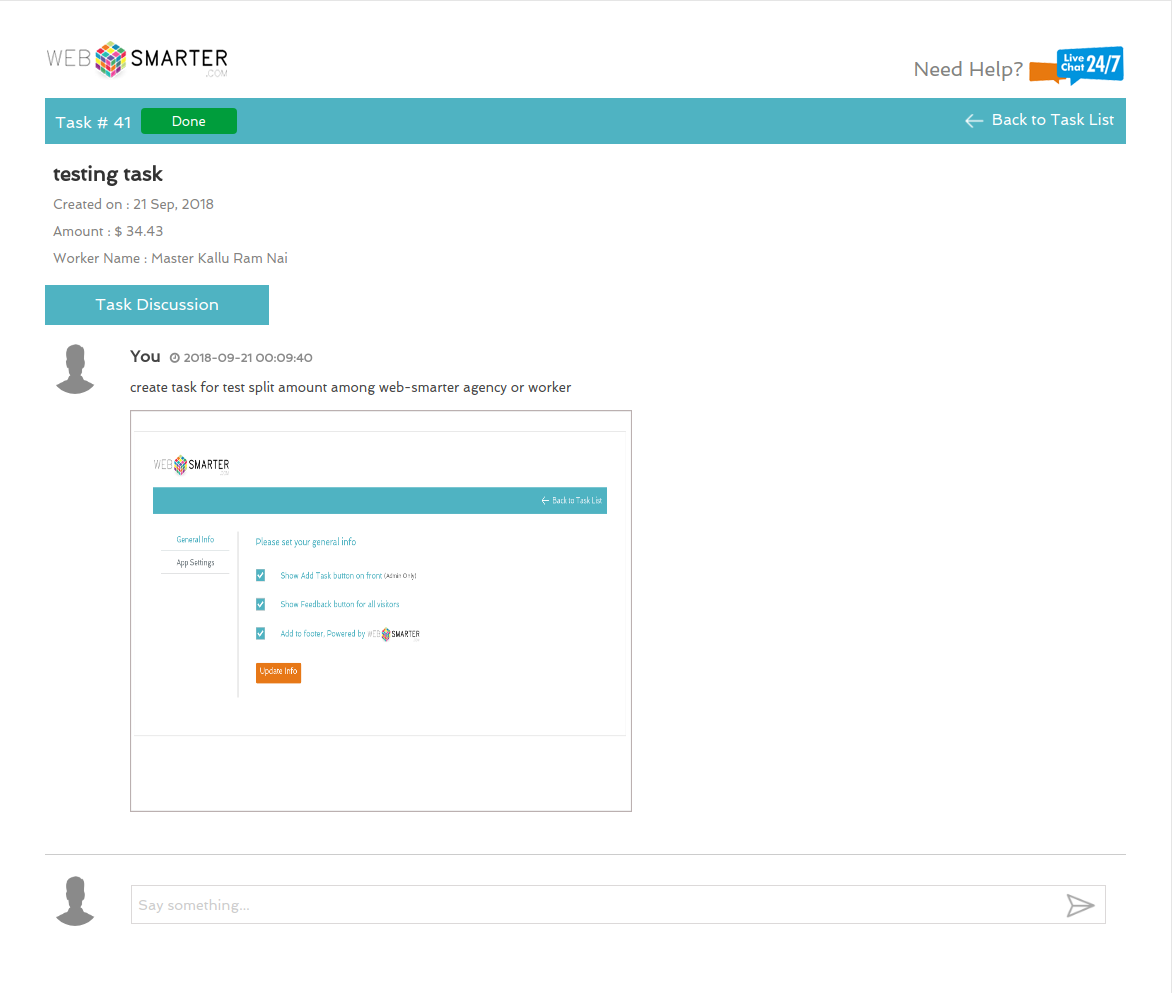 WEB SMARTER
.COM
Need Help? Live Chat 24/7
Task # 41 Done ← Back to Task List
testing task
Created on : 21 Sep, 2018
Amount : $ 34.43
Worker Name : Master Kallu Ram Nai
Task Discussion
You 2018-09-21 00:09:40
create task for test split amount among web-smarter agency or worker
WEB SMARTER
.COM
← Back to Task List
General Info
App Settings
Please set your general info
Show Add Task button on front (Admin Only)
Show Feedback button for all visitors
Add to footer, Powered by WEB SMARTER
Update Info
Say something...